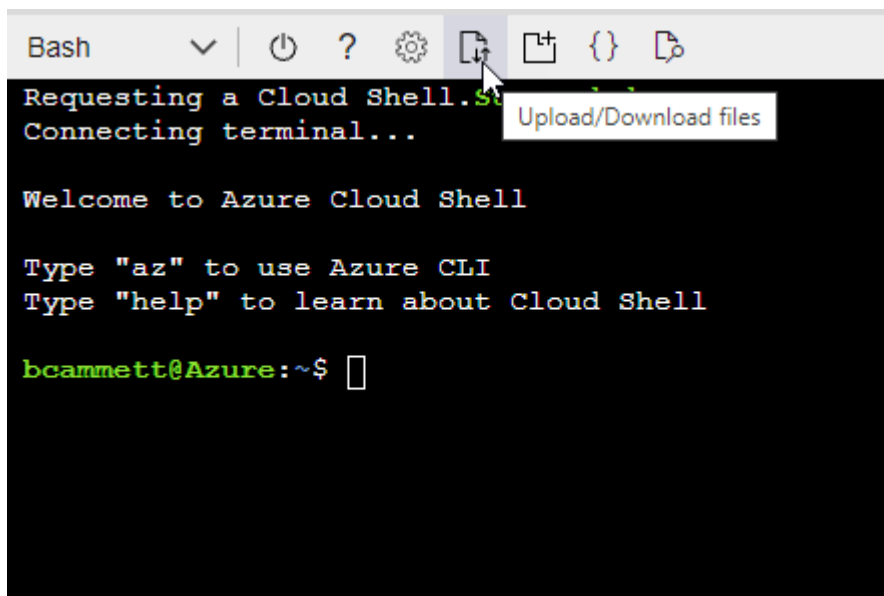 Bash
?
{}
Requesting a Cloud Shell.
Upload/Download files
Connecting terminal...
Welcome to Azure Cloud Shell
Type "az" to use Azure CLI
Type "help" to learn about Cloud Shell
bcammett@Azure:~$